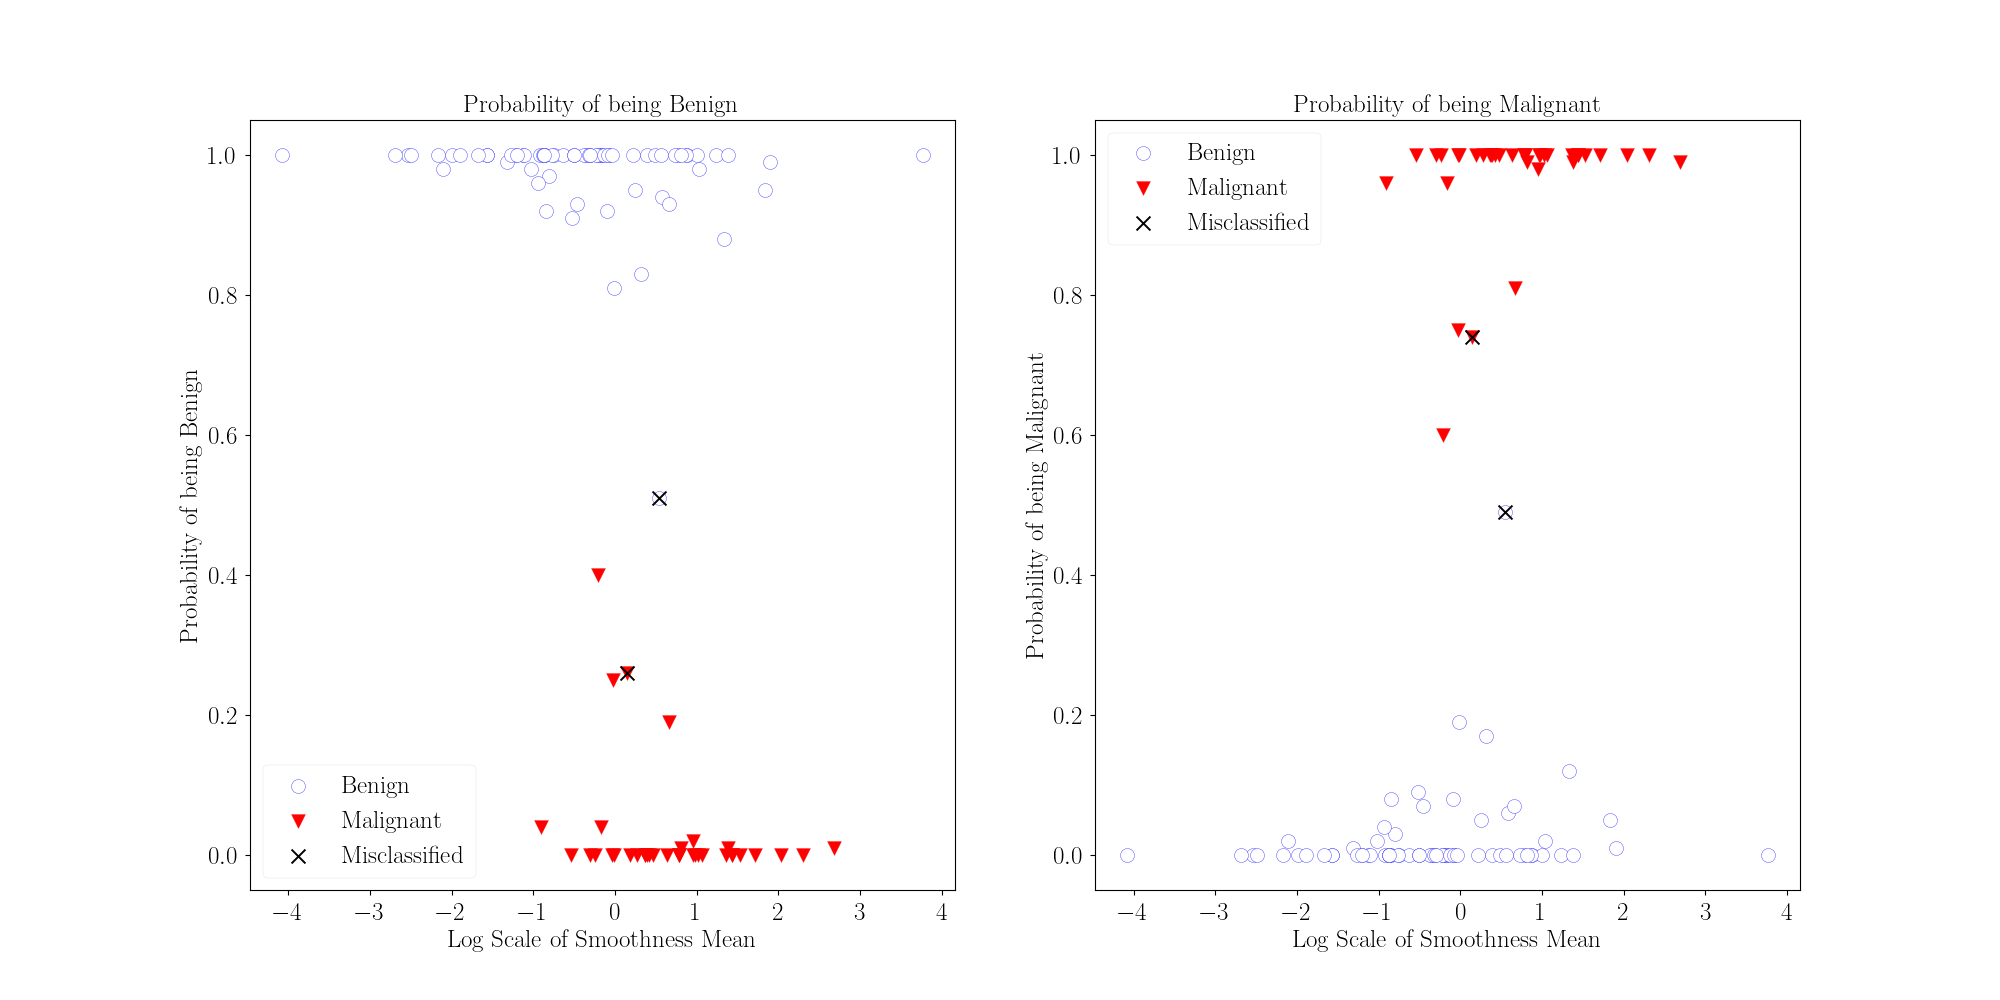 Probability of being Benign
Probability of being Benign
1.0
0.8
0.6
0.4
0.2
0.0
Benign
Malignant
Misclassified
−4 −3 −2 −1 0 1 2 3 4
Log Scale of Smoothness Mean
Probability of being Malignant
Probability of being Malignant
1.0
0.8
0.6
0.4
0.2
0.0
Benign
Malignant
Misclassified
−4 −3 −2 −1 0 1 2 3 4
Log Scale of Smoothness Mean